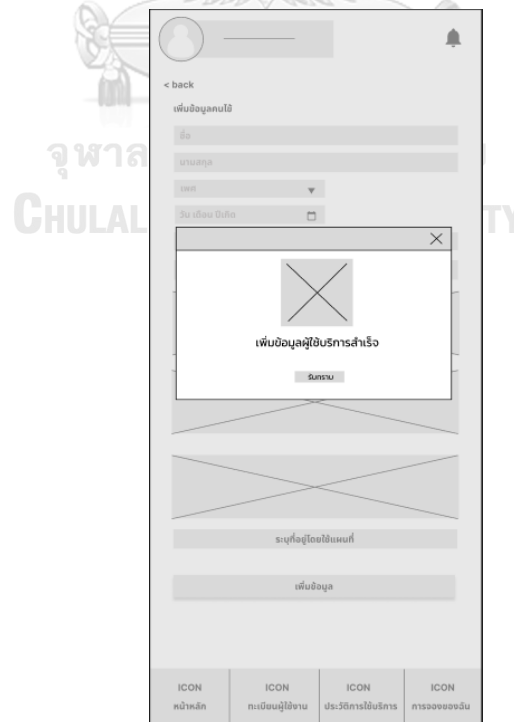 < back
เพิ่มข้อมูลคนไข้
ชื่อ
นามสกุล
เพศ
วัน เดือน ปีเกิด
เพิ่มข้อมูลผู้ใช้บริการสำเร็จ
รับทราบ
ระบุที่อยู่โดยใช้แผนที่
เพิ่มข้อมูล
ICON ICON ICON ICON
หน้าหลัก ทะเบียนผู้ใช้งาน ประวัติการใช้บริการ การจองของฉัน
จุฬาล
CHULAL TY